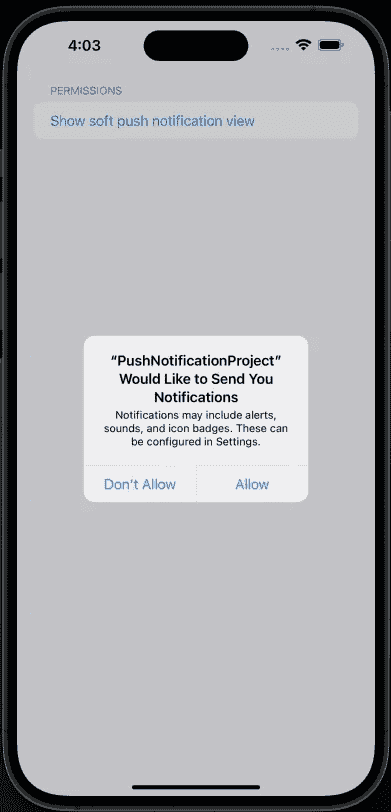 4:03
PERMISSIONS
Show soft push notification view
“PushNotificationProject”
Would Like to Send You
Notifications
Notifications may include alerts,
sounds, and icon badges. These can
be configured in Settings.
Don’t Allow
Allow